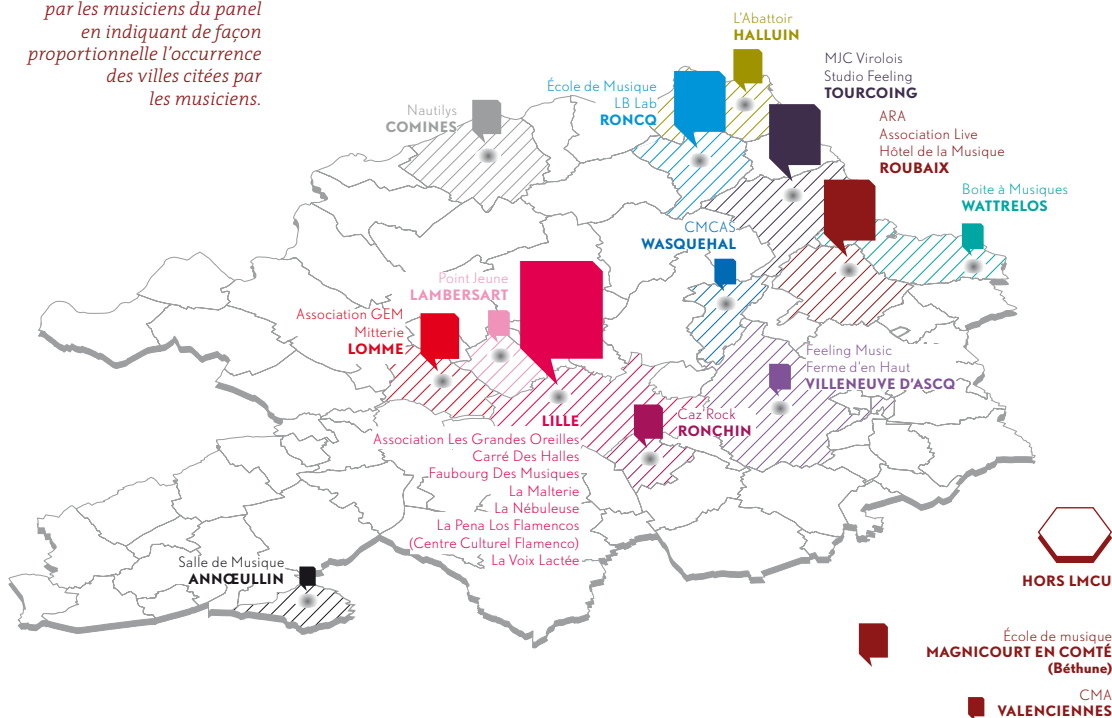 par les musiciens du panel
en indiquant de façon
proportionnelle l'occurrence
des villes citées par
les musiciens.
L'Abattoir
HALLUIN
MJC Virolois
Studio Feeling
TOURCOING
École de Musique
LB Lab
RONCQ
Nautilys
COMINES
ARA
Association Live
Hôtel de la Musique
ROUBAIX
Boite à Musiques
WATTRELOS
CMCAS
WASQUEHAL
Point Jeune
LAMBERSART
Association GEM
Mitterie
LOMME
Feeling Music
Ferme d'en Haut
VILLENEUVE D'ASCQ
Caz Rock
RONCHIN
LILLE
Association Les Grandes Oreilles
Carré Des Halles
Faubourg Des Musiques
La Malterie
La Nébuleuse
La Pena Los Flamencos
(Centre Culturel Flamenco)
La Voix Lactée
Salle de Musique
ANNŒULLIN
HORS LMCU
École de musique
MAGNICOURT EN COMTÉ
(Béthune)
CMA
VALENCIENNES